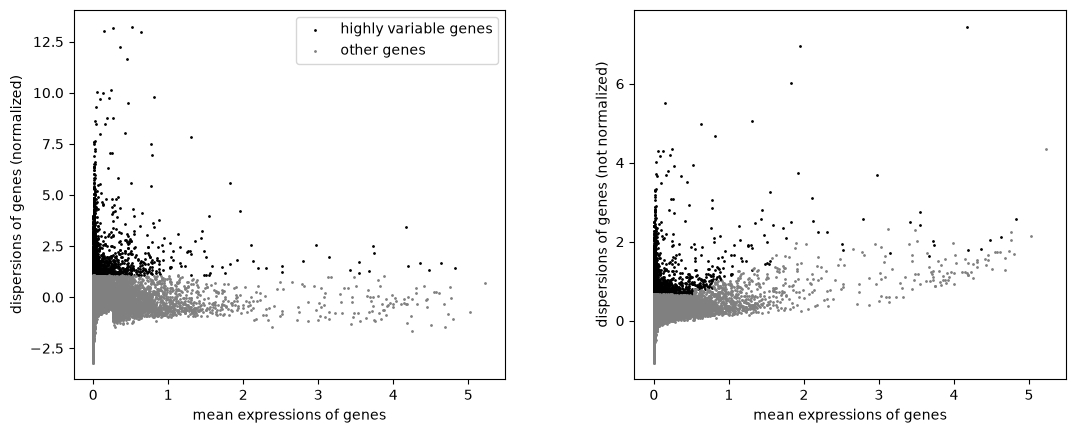 highly variable genes
other genes
dispersions of genes (normalized)
12.5
10.0
7.5
5.0
2.5
0.0
−2.5
0 1 2 3 4 5
mean expressions of genes
dispersions of genes (not normalized)
6
4
2
0
0 1 2 3 4 5
mean expressions of genes